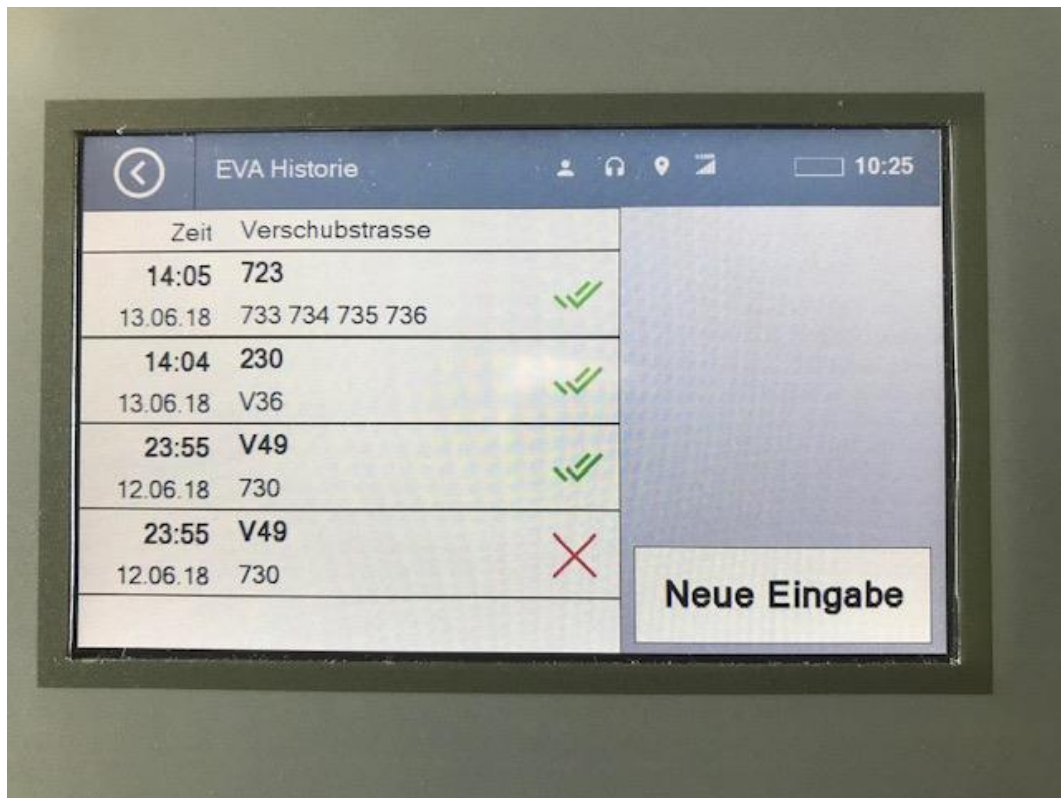 EVA Historie 10:25
Zeit Verschubstrasse
14:05 723
13.06.18 733 734 735 736
14:04 230
13.06.18 V36
23:55 V49
12.06.18 730
23:55 V49
12.06.18 730
Neue Eingabe